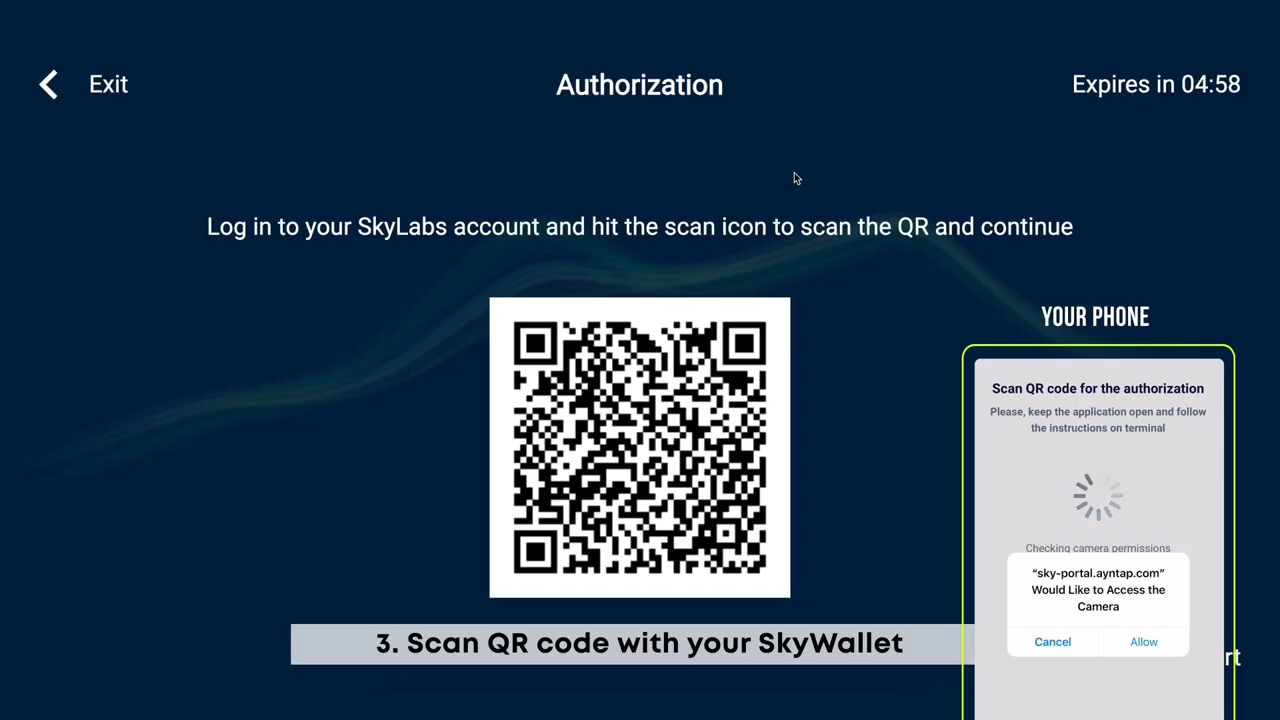 Exit
Authorization
Expires in 04:58
Log in to your SkyLabs account and hit the scan icon to scan the QR and continue
YOUR PHONE
Scan QR code for the authorization
Please, keep the application open and follow
the instructions on terminal
Checking camera permissions
“sky-portal.ayntap.com”
Would Like to Access the
Camera
Cancel
Allow
3. Scan QR code with your SkyWallet